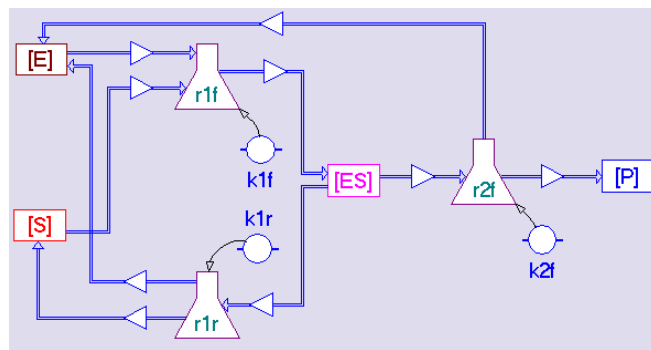 [E]
r1f
k1f
[ES]
r2f
[P]
[S]
k1r
k2f
r1r